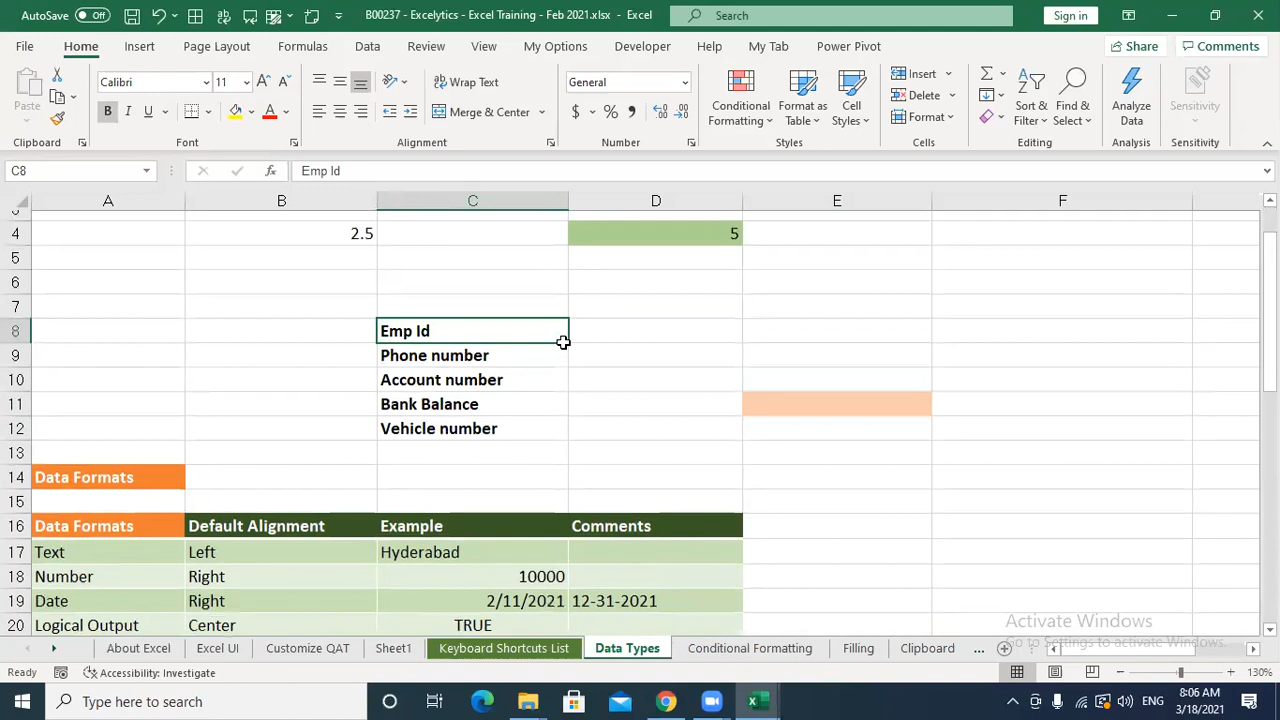 AutoSave Off B00237 - Excelytics - Excel Training - Feb 2021.xlsx - Excel Search Sign in
File Home Insert Page Layout Formulas Data Review View My Options Developer Help My Tab Power Pivot Share Comments
Paste Calibri 11 B I U A Wrap Text Merge & Center General $ % Conditional Formatting Format as Table Cell Styles Insert Delete Format Sort & Filter Find & Select Analyze Data Sensitivity
Clipboard Font Alignment Number Styles Cells Editing Analysis Sensitivity
C8 fx Emp Id
A B C D E F
4 2.5 5
5
6
7
8 Emp Id
9 Phone number
10 Account number
11 Bank Balance
12 Vehicle number
13
14 Data Formats
15
16 Data Formats Default Alignment Example Comments
17 Text Left Hyderabad
18 Number Right 10000
19 Date Right 2/11/2021 12-31-2021
20 Logical Output Center TRUE
Activate Windows
Go to Settings to activate Windows.
About Excel Excel UI Customize QAT Sheet1 Keyboard Shortcuts List Data Types Conditional Formatting Filling Clipboard ...
Ready Accessibility: Investigate 130%
Type here to search ENG 8:06 AM
3/18/2021